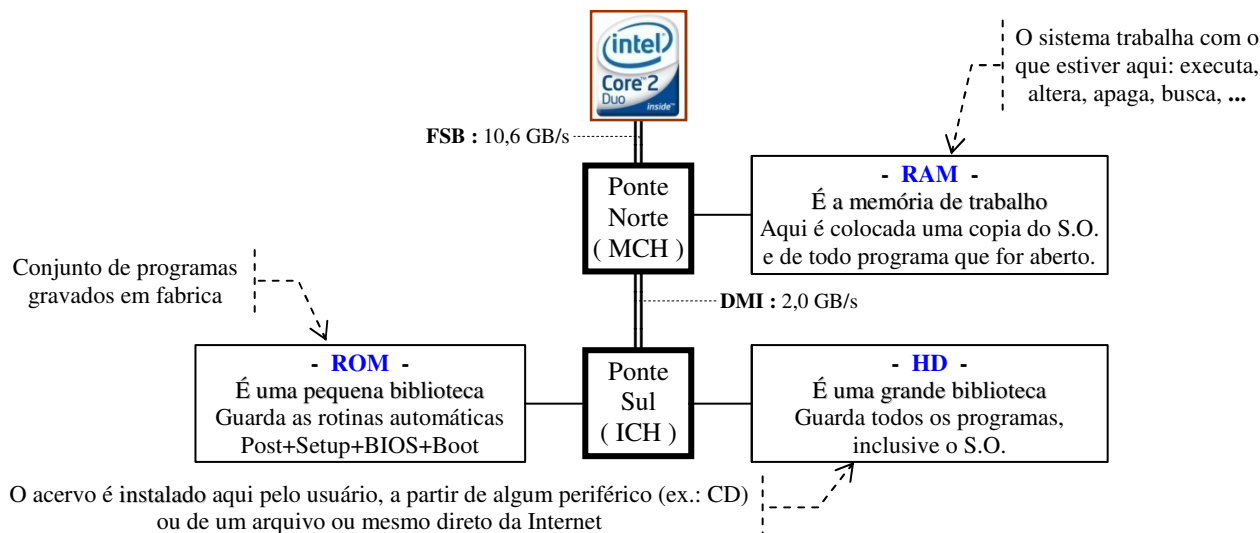 intel
Core™2
Duo
inside™
O sistema trabalha com o
que estiver aqui: executa,
altera, apaga, busca, ...
FSB : 10,6 GB/s
Ponte
Norte
( MCH )
- RAM -
É a memória de trabalho
Aqui é colocada uma copia do S.O.
e de todo programa que for aberto.
Conjunto de programas
gravados em fabrica
DMI : 2,0 GB/s
- ROM -
É uma pequena biblioteca
Guarda as rotinas automáticas
Post+Setup+BIOS+Boot
Ponte
Sul
( ICH )
- HD -
É uma grande biblioteca
Guarda todos os programas,
inclusive o S.O.
O acervo é instalado aqui pelo usuário, a partir de algum periférico (ex.: CD)
ou de um arquivo ou mesmo direto da Internet